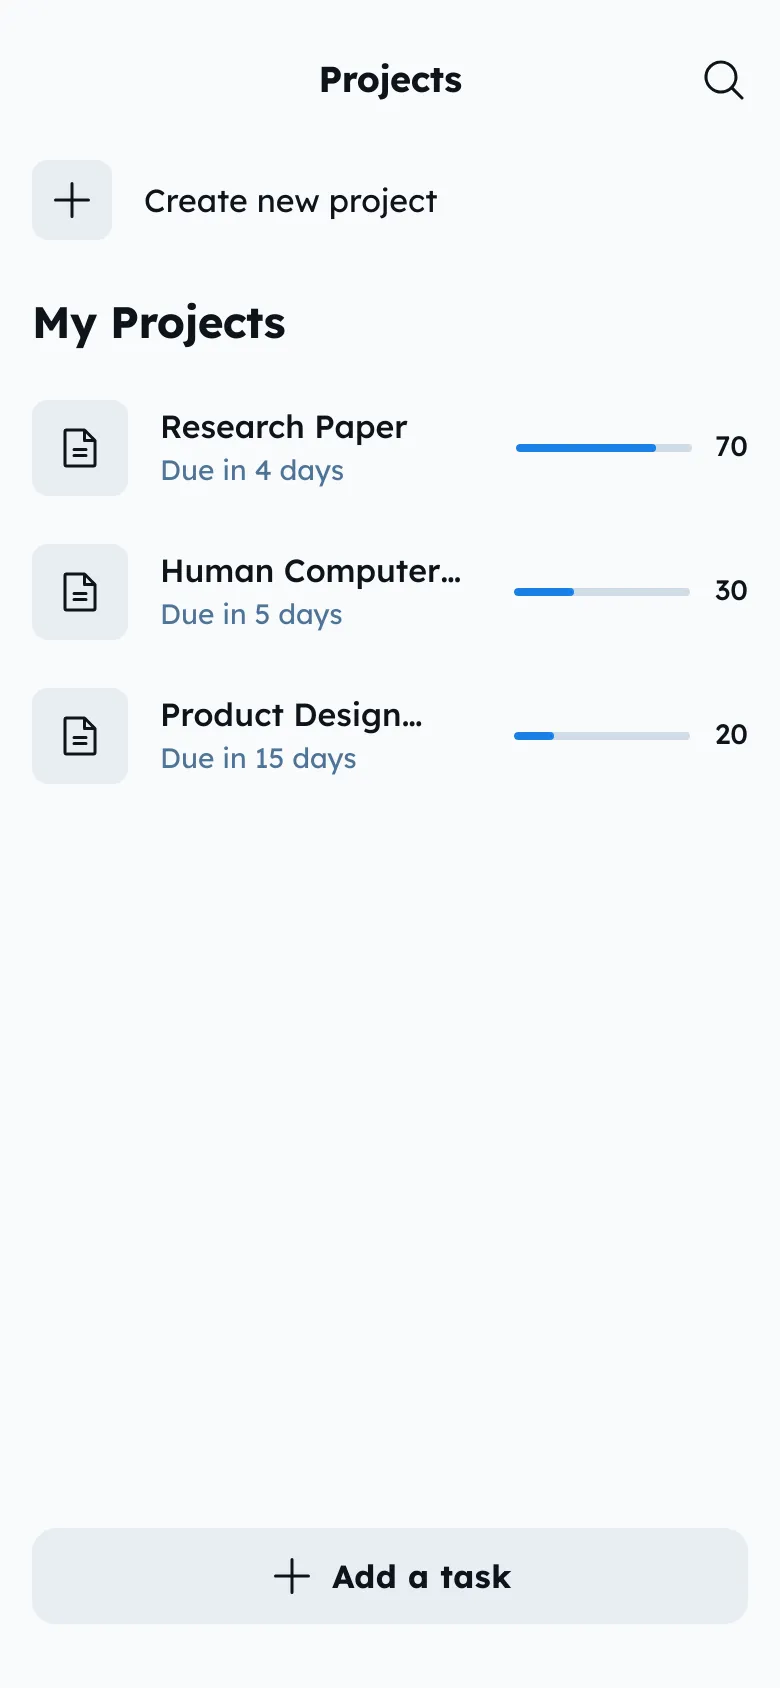 Projects
Create new project
My Projects
Research Paper
Due in 4 days
70
Human Computer...
Due in 5 days
30
Product Design...
Due in 15 days
20
Add a task